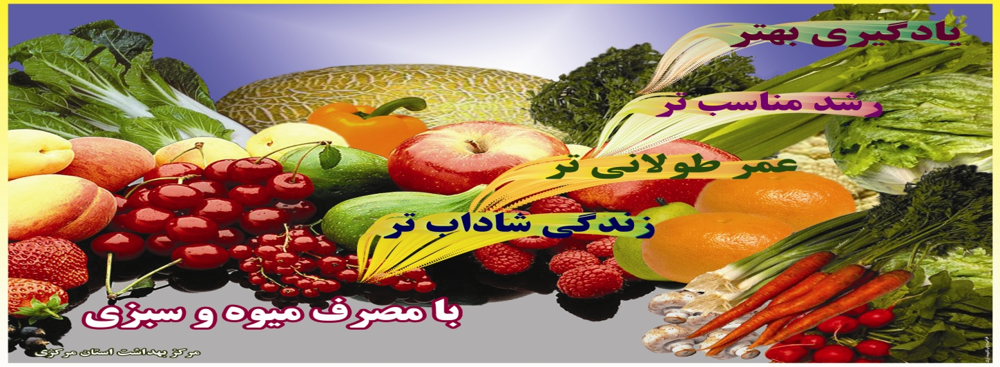 یادگیری بهتر
رشد مناسب تر
عمر طولانی تر
زندگی شاداب تر
با مصرف میوه و سبزی
مرکز بهداشت استان مرکزی